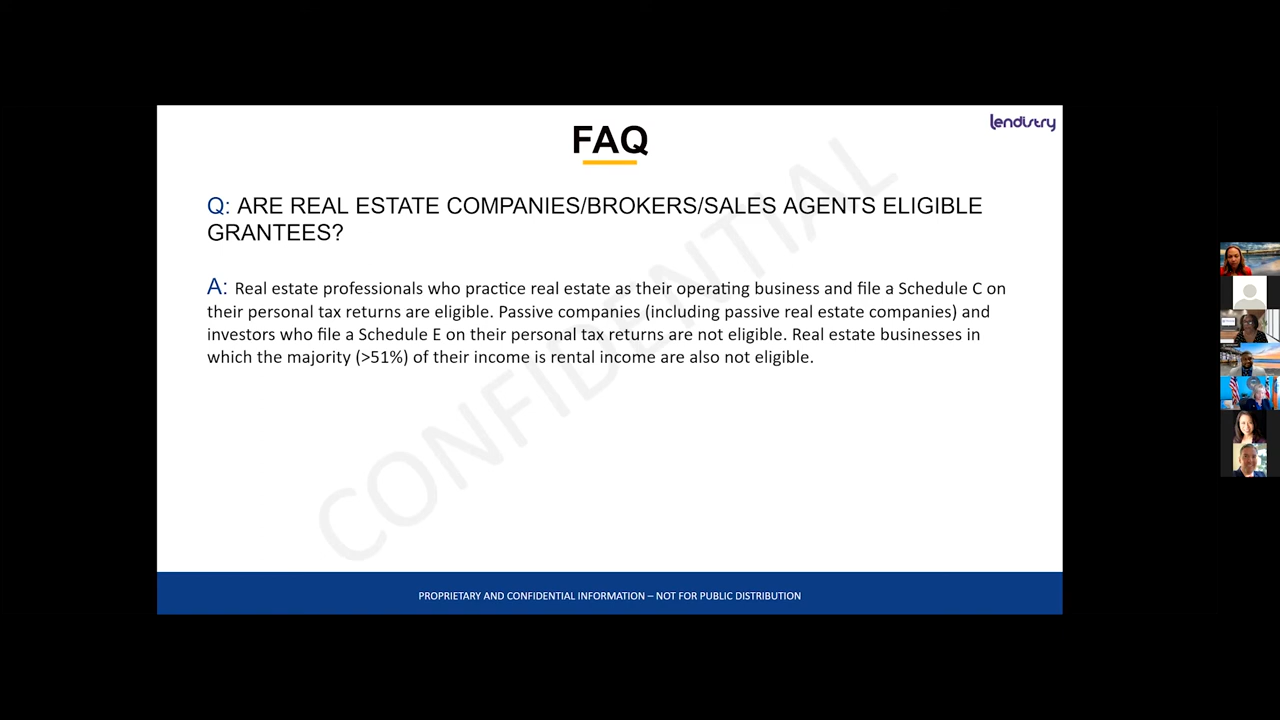 lendistry
FAQ
Q: ARE REAL ESTATE COMPANIES/BROKERS/SALES AGENTS ELIGIBLE
GRANTEES?
A: Real estate professionals who practice real estate as their operating business and file a Schedule C on
their personal tax returns are eligible. Passive companies (including passive real estate companies) and
investors who file a Schedule E on their personal tax returns are not eligible. Real estate businesses in
which the majority (>51%) of their income is rental income are also not eligible.
CONFIDENTIAL
PROPRIETARY AND CONFIDENTIAL INFORMATION – NOT FOR PUBLIC DISTRIBUTION